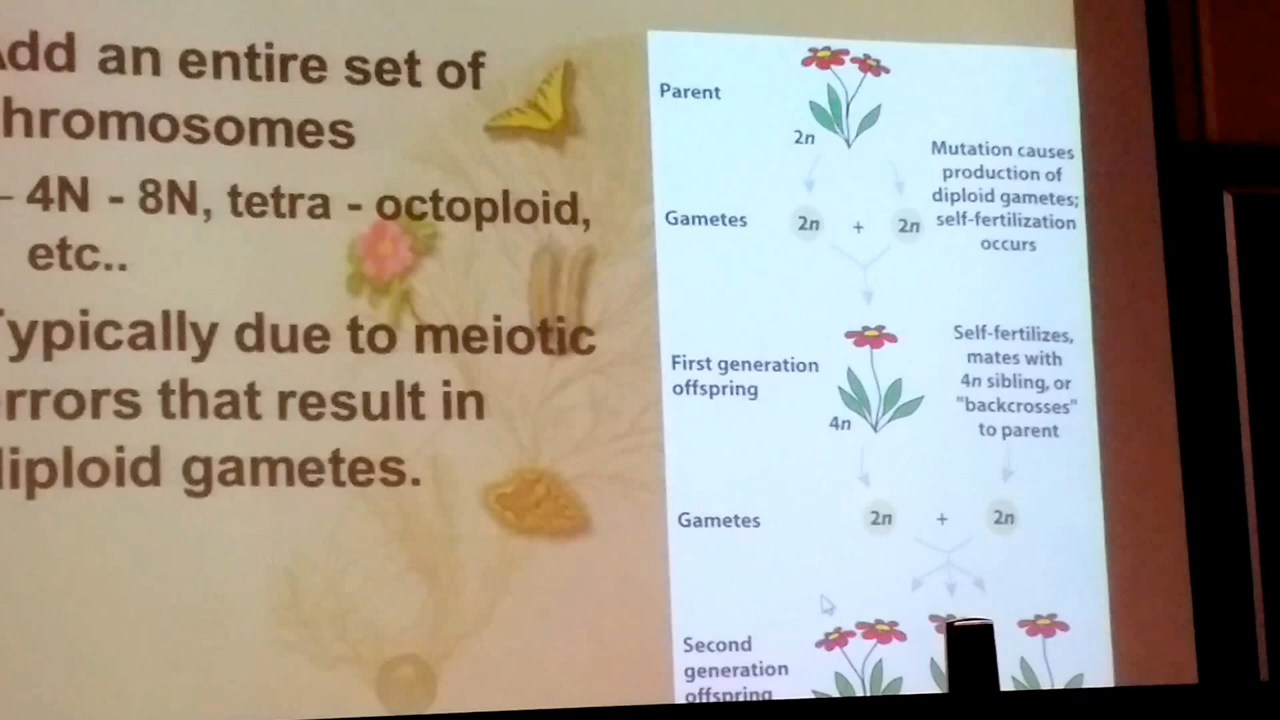 dd an entire set of
hromosomes
– 4N - 8N, tetra - octoploid,
etc..
ypically due to meiotic
rrors that result in
iploid gametes.
Parent
2n
Mutation causes
production of
diploid gametes;
self-fertilization
occurs
Gametes
2n + 2n
First generation
offspring
4n
Self-fertilizes,
mates with
4n sibling, or
"backcrosses"
to parent
Gametes
2n + 2n
Second
generation
offspring